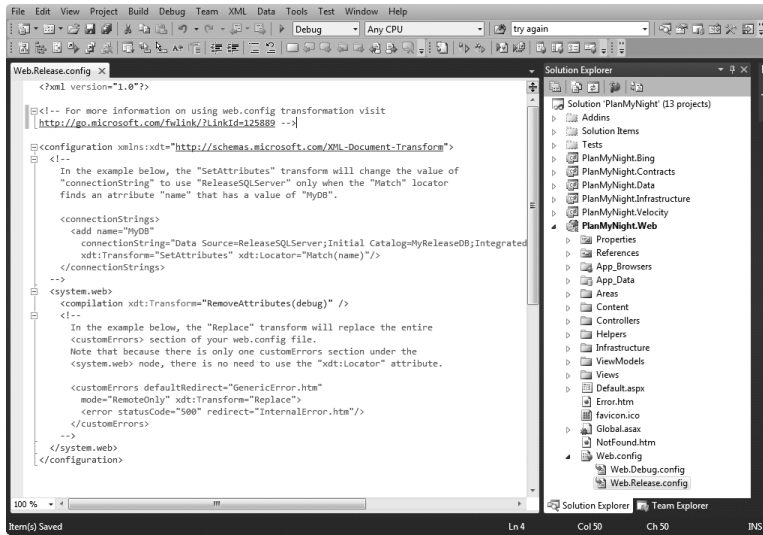 File Edit View Project Build Debug Team XML Data Tools Test Window Help
Debug Any CPU try again
Web.Release.config
<?xml version="1.0"?>
<!-- For more information on using web.config transformation visit
http://go.microsoft.com/fwlink/?LinkId=125889 -->
<configuration xmlns:xdt="http://schemas.microsoft.com/XML-Document-Transform">
<!--
In the example below, the "SetAttributes" transform will change the value of
"connectionString" to use "ReleaseSQLServer" only when the "Match" locator
finds an atrribute "name" that has a value of "MyDB".
<connectionStrings>
<add name="MyDB"
connectionString="Data Source=ReleaseSQLServer;Initial Catalog=MyReleaseDB;Integrated
xdt:Transform="SetAttributes" xdt:Locator="Match(name)"/>
</connectionStrings>
-->
<system.web>
<compilation xdt:Transform="RemoveAttributes(debug)" />
<!--
In the example below, the "Replace" transform will replace the entire
<customErrors> section of your web.config file.
Note that because there is only one customErrors section under the
<system.web> node, there is no need to use the "xdt:Locator" attribute.
<customErrors defaultRedirect="GenericError.htm"
mode="RemoteOnly" xdt:Transform="Replace">
<error statusCode="500" redirect="InternalError.htm"/>
</customErrors>
-->
</system.web>
</configuration>
100 %
Solution Explorer
Solution 'PlanMyNight' (13 projects)
Addins
Solution Items
Tests
PlanMyNight.Bing
PlanMyNight.Contracts
PlanMyNight.Data
PlanMyNight.Infrastructure
PlanMyNight.Velocity
PlanMyNight.Web
Properties
References
App_Browsers
App_Data
Areas
Content
Controllers
Helpers
Infrastructure
ViewModels
Views
Default.aspx
Error.htm
favicon.ico
Global.asax
NotFound.htm
Web.config
Web.Debug.config
Web.Release.config
Solution Explorer Team Explorer
Item(s) Saved Ln 4 Col 50 Ch 50 INS